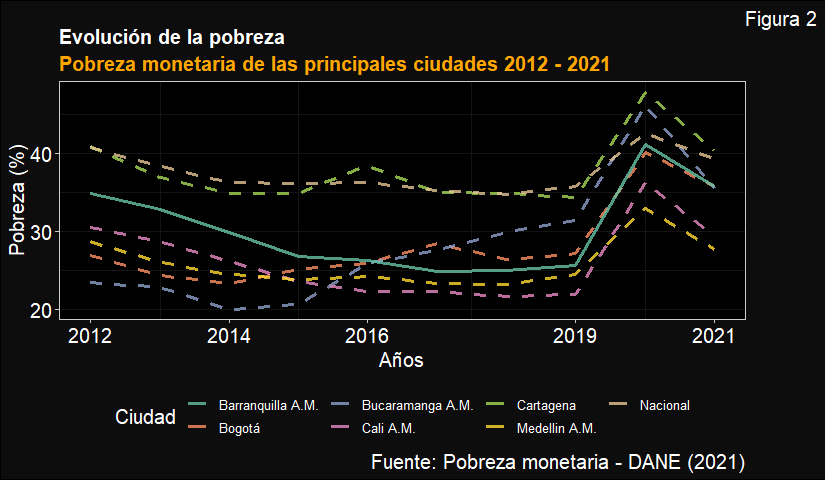 Figura 2
Evolución de la pobreza
Pobreza monetaria de las principales ciudades 2012 - 2021
Pobreza (%)
40
30
20
2012 2014 2016 2019 2021
Años
Ciudad
Barranquilla A.M. Bucaramanga A.M. Cartagena Nacional
Bogotá Cali A.M. Medellin A.M.
Fuente: Pobreza monetaria - DANE (2021)